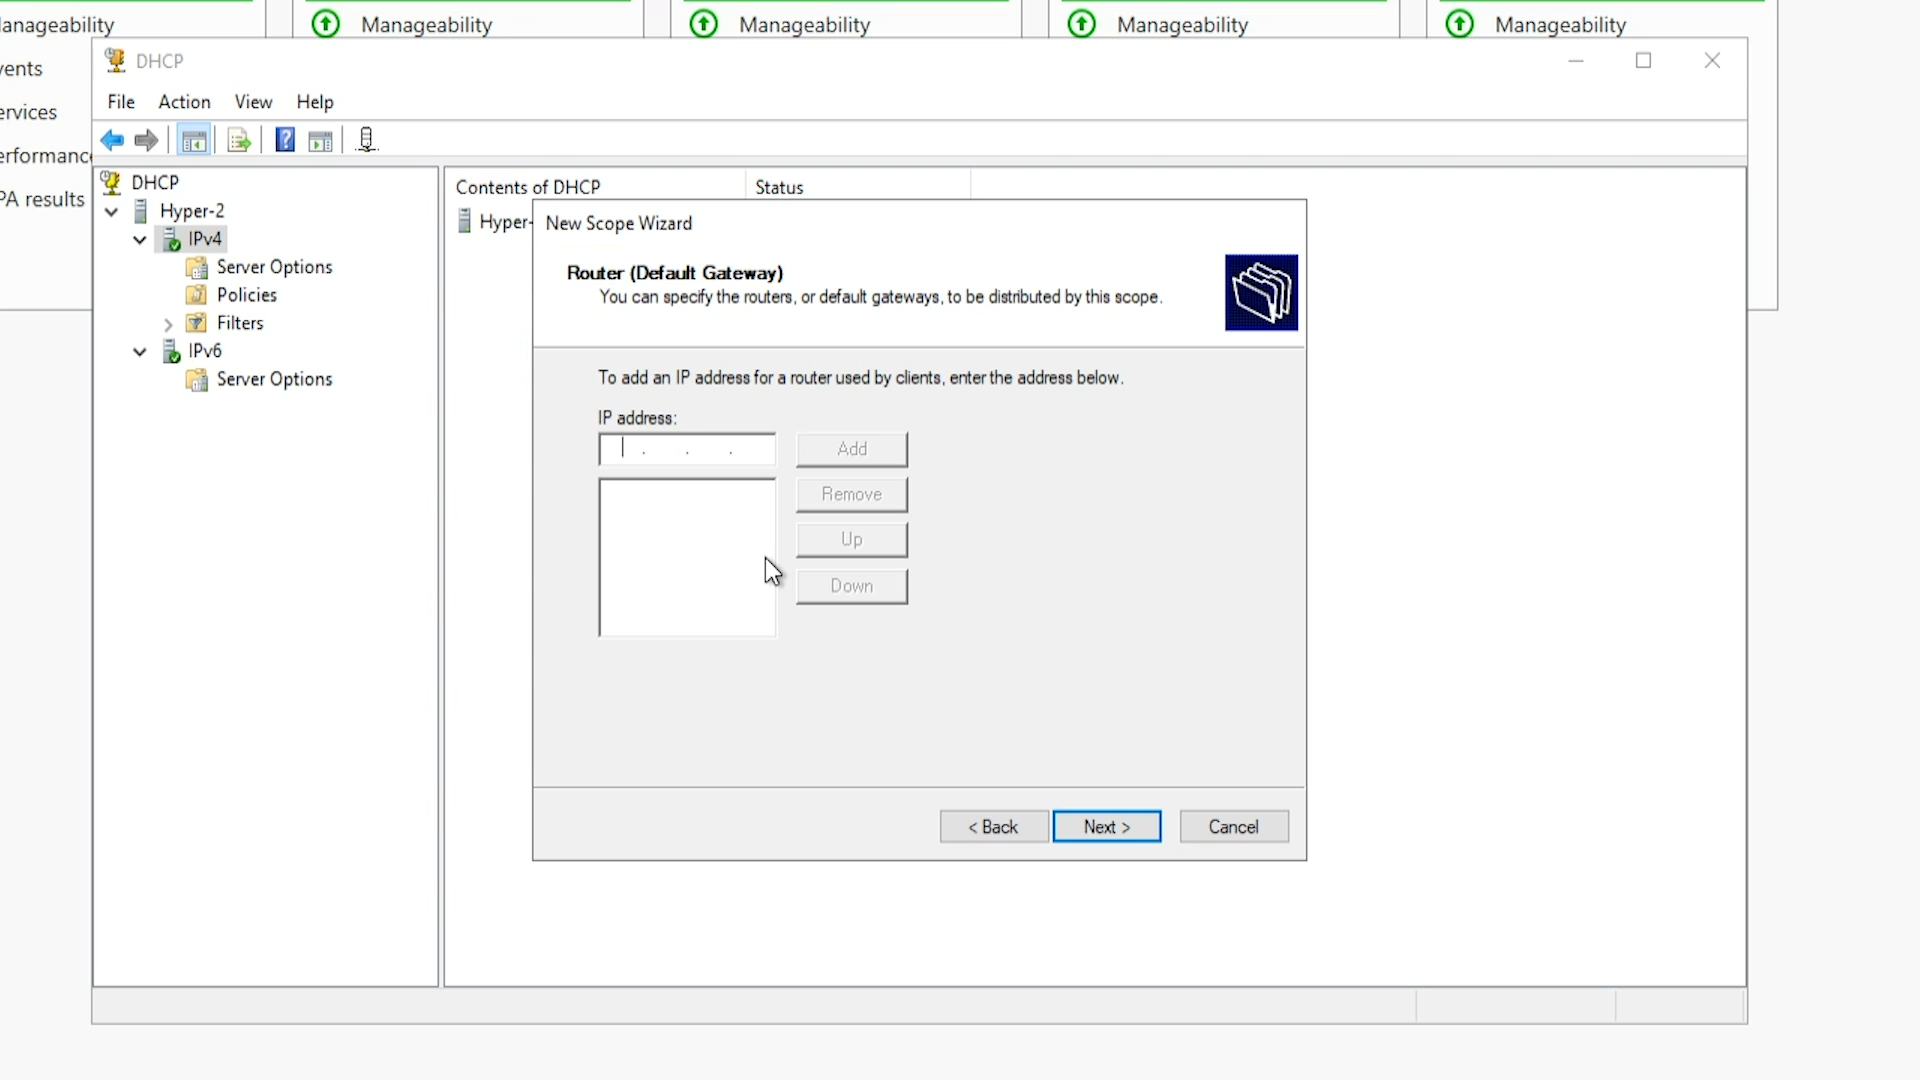 anageability
Manageability
Manageability
Manageability
Manageability
vents
ervices
erformance
PA results
DHCP
File Action View Help
DHCP
Hyper-2
IPv4
Server Options
Policies
Filters
IPv6
Server Options
Contents of DHCP Status
Hyper-
New Scope Wizard
Router (Default Gateway)
You can specify the routers, or default gateways, to be distributed by this scope.
To add an IP address for a router used by clients, enter the address below.
IP address:
. . .
Add
Remove
Up
Down
< Back Next > Cancel